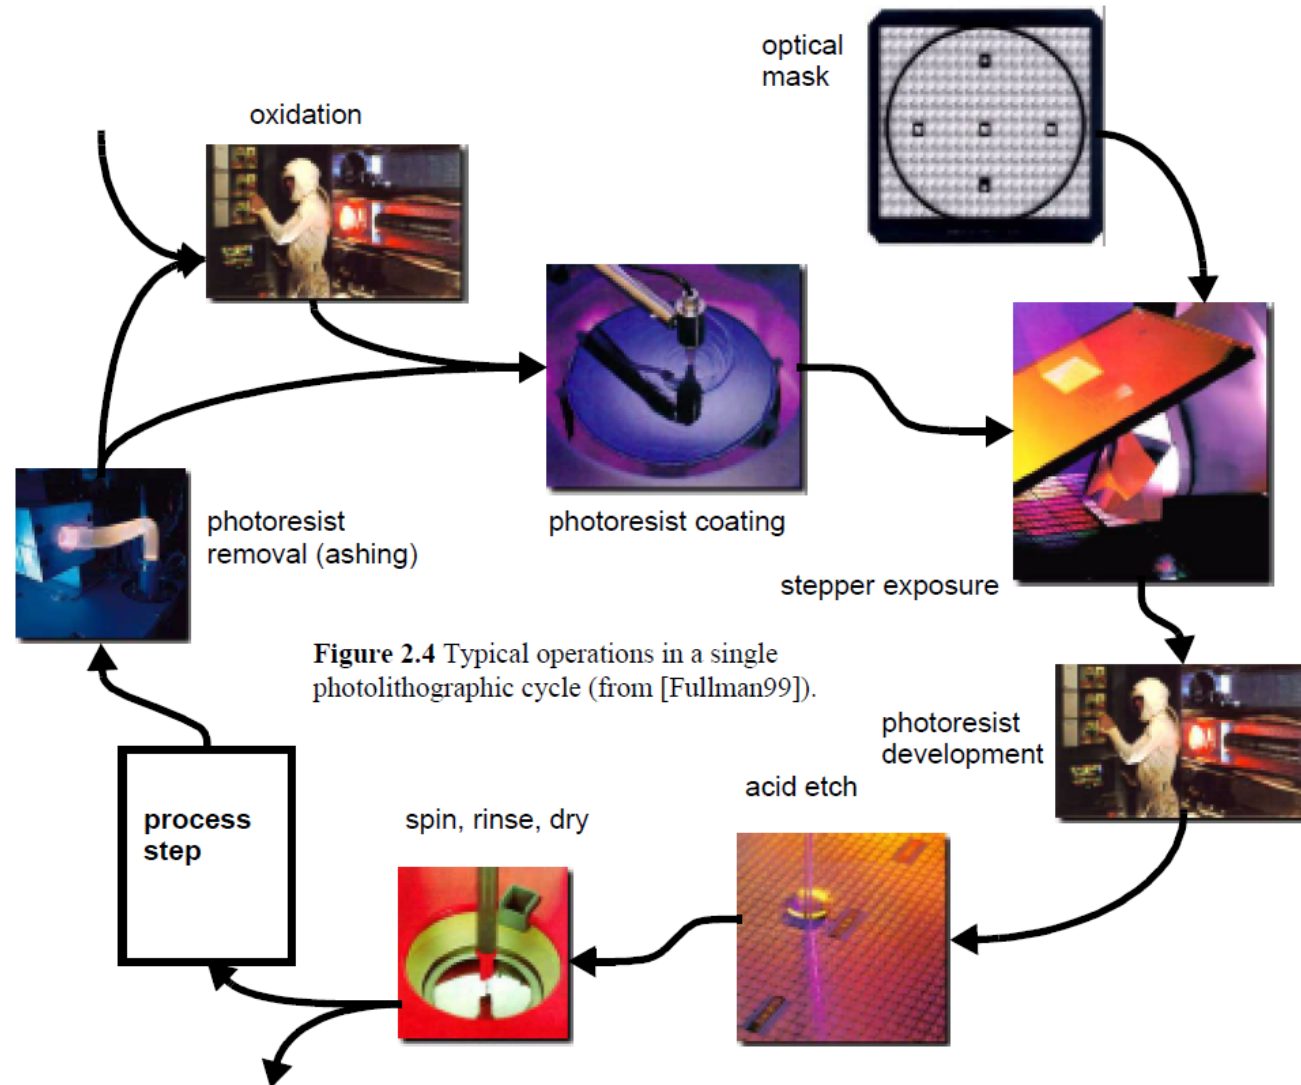 optical
mask
oxidation
photoresist
removal (ashing)
photoresist coating
stepper exposure
Figure 2.4 Typical operations in a single
photolithographic cycle (from [Fullman99]).
photoresist
development
acid etch
spin, rinse, dry
process
step